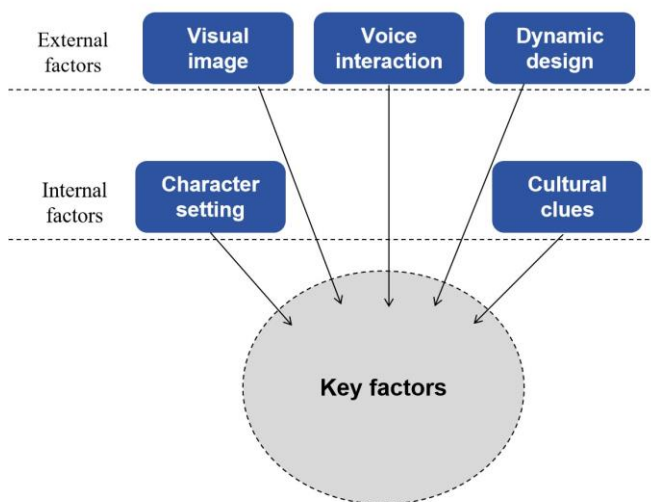 External
factors
Visual
image
Voice
interaction
Dynamic
design
Internal
factors
Character
setting
Cultural
clues
Key factors